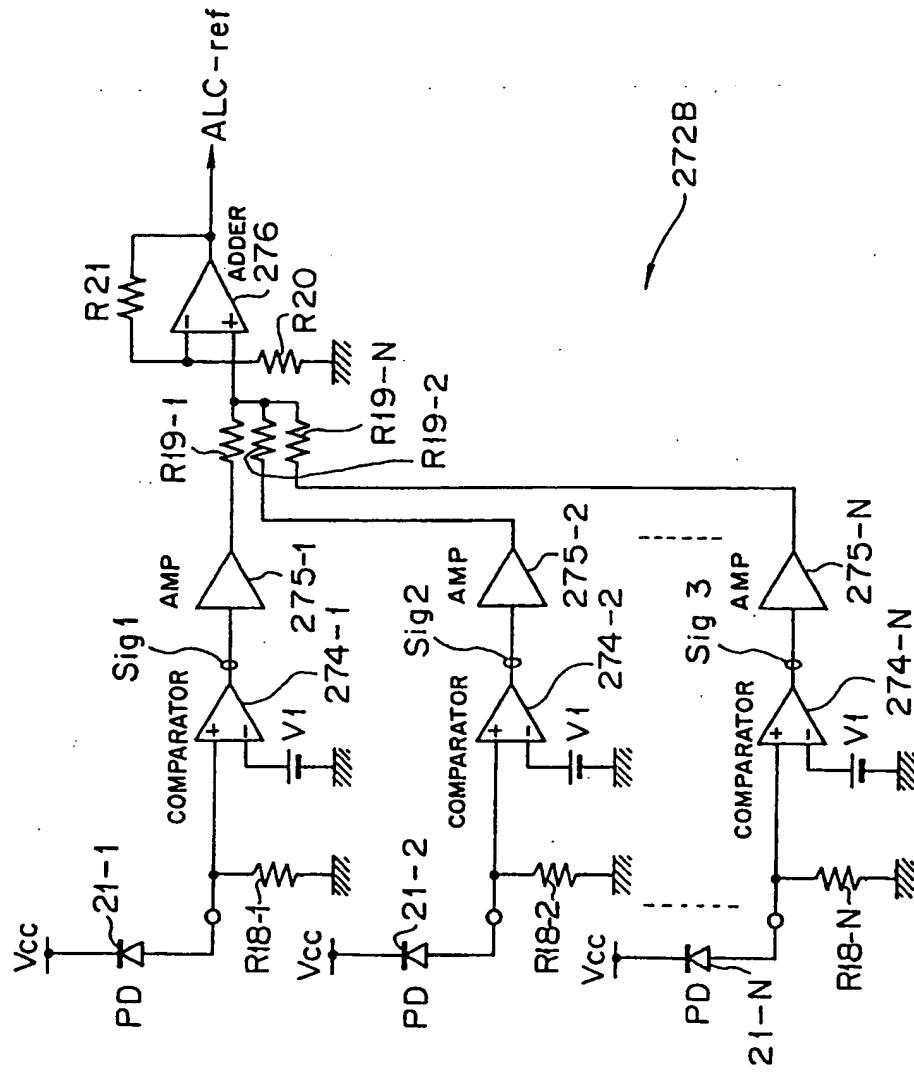 Vcc
21-1
PD
R18-1
COMPARATOR
V1
274-1
Sig1
AMP
275-1
R19-1
R21
ADDER
276
R20
ALC-ref
R19-N
R19-2
272B
Vcc
21-2
PD
R18-2
COMPARATOR
V1
274-2
Sig2
AMP
275-2
PD
Vcc
21-N
R18-N
COMPARATOR
V1
274-N
Sig 3
AMP
275-N
+
-
+
-
+
-
-
+